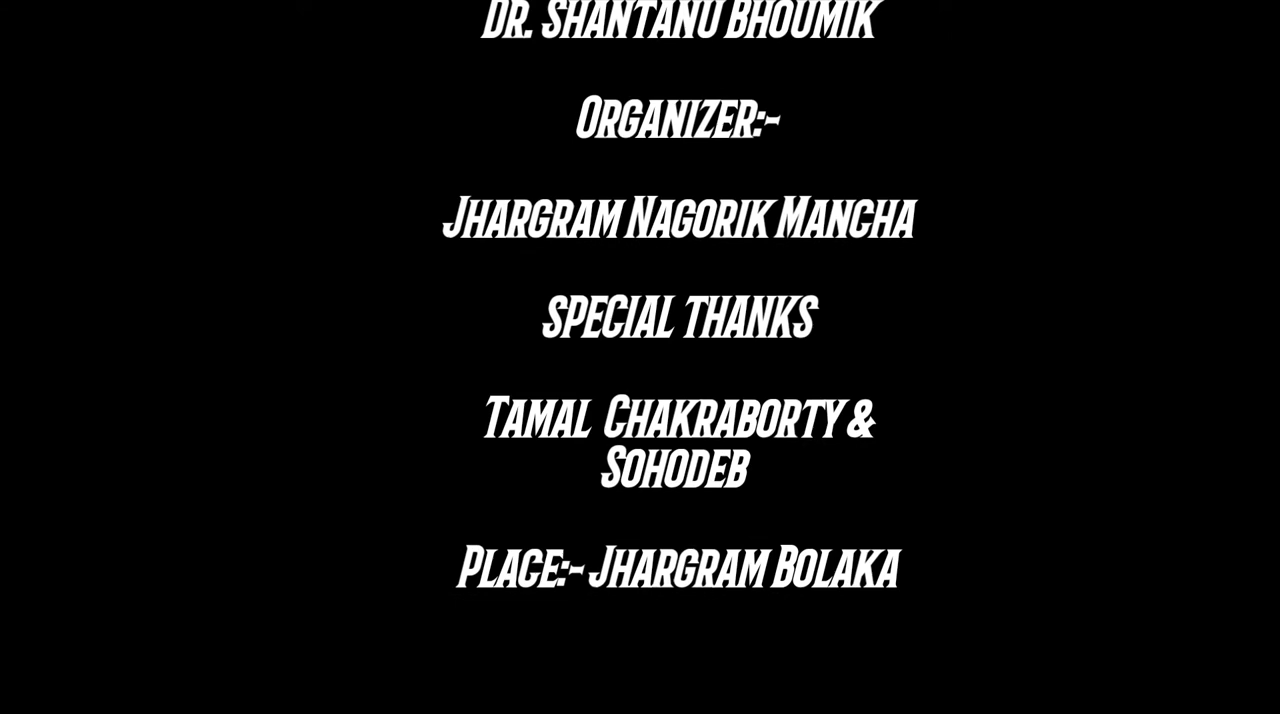 Dr. Shantanu Bhoumik
Organizer:-
Jhargram Nagorik Mancha
SPECIAL THANKS
Tamal Chakraborty &
Sohodeb
Place:- Jhargram Bolaka